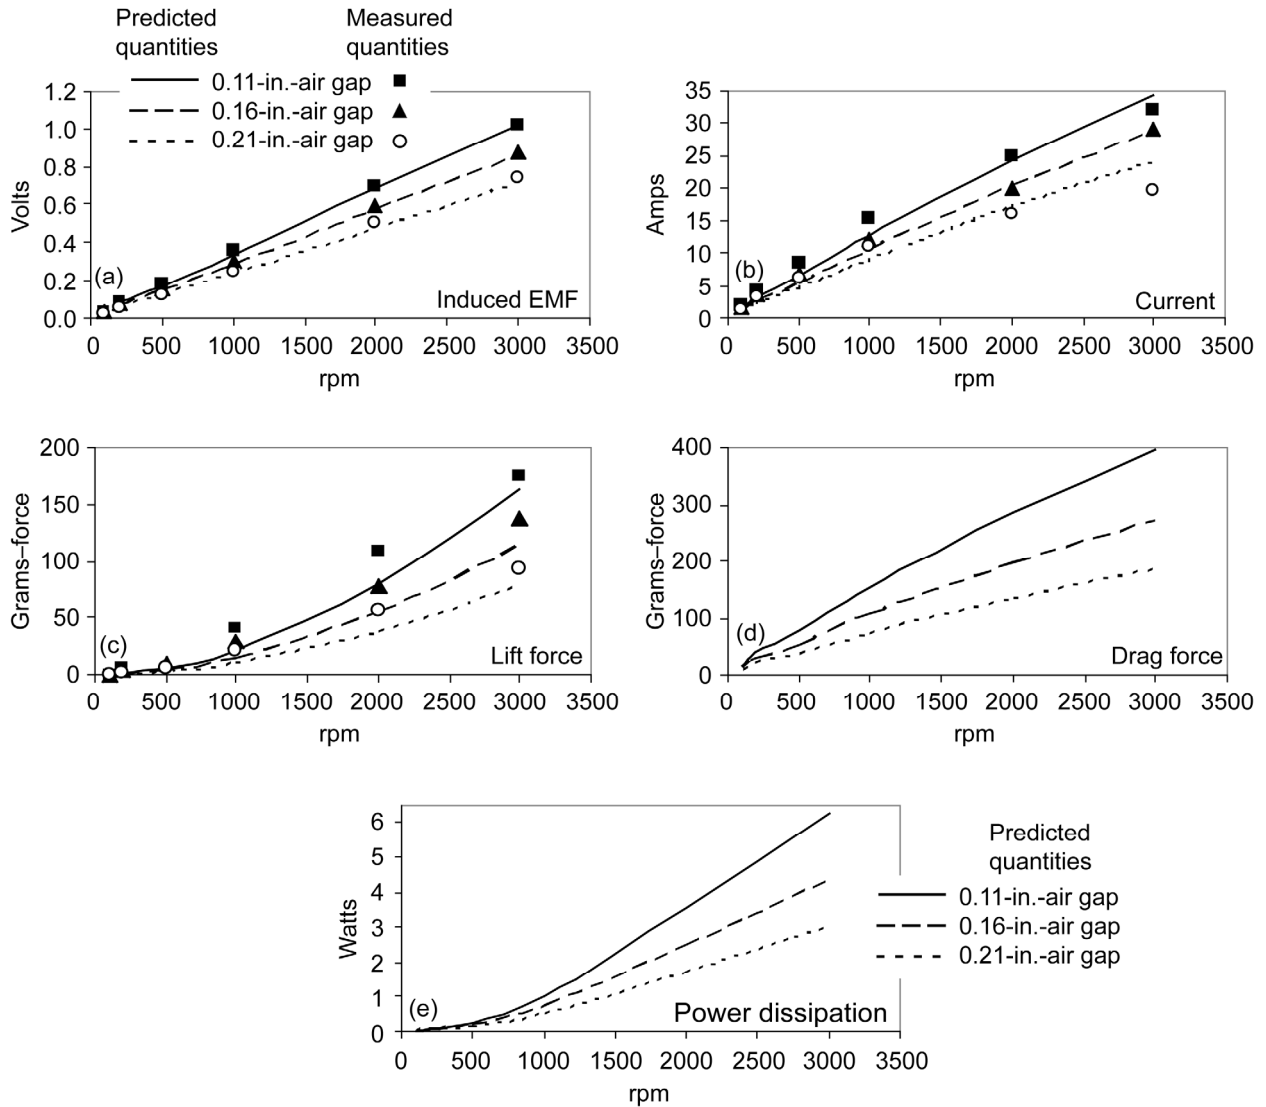 Predicted quantities
Measured quantities
0.11-in.-air gap
0.16-in.-air gap
0.21-in.-air gap
1.2
1.0
0.8
0.6
0.4
0.2
0.0
Volts
(a)
Induced EMF
0 500 1000 2000 2500 3000 3500
rpm
35
30
25
20
15
10
5
0
Amps
(b)
Current
0 500 1000 1500 2000 2500 3000 3500
rpm
200
150
100
50
0
Grams–force
(c)
Lift force
0 500 1000 1500 2000 2500 3000 3500
rpm
400
300
200
100
0
Grams–force
(d)
Drag force
0 500 1000 1500 2000 2500 3000 3500
rpm
6
5
4
3
2
1
0
Watts
(e)
Power dissipation
0 500 1000 1500 2000 2500 3000 3500
rpm
Predicted
quantities
0.11-in.-air gap
0.16-in.-air gap
0.21-in.-air gap